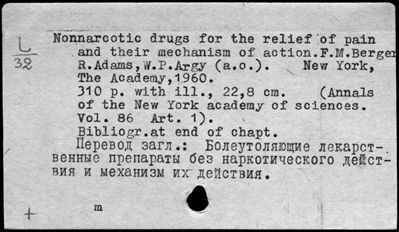 L
32
Nonnarcotic drugs for the relief of pain
and their mechanism of action.F.M.Berger
R.Adams,W.P.Argy (a.o.). New York,
The Academy,1960.
310 p. with ill., 22,8 cm. (Annals
of the New York academy of sciences.
Vol. 86 Art. 1).
Bibliogr.at end of chapt.
Перевод загл.: Болеутоляющие лекарст-
венные препараты без наркотического дейст-
вия и механизм их действия.
+ m